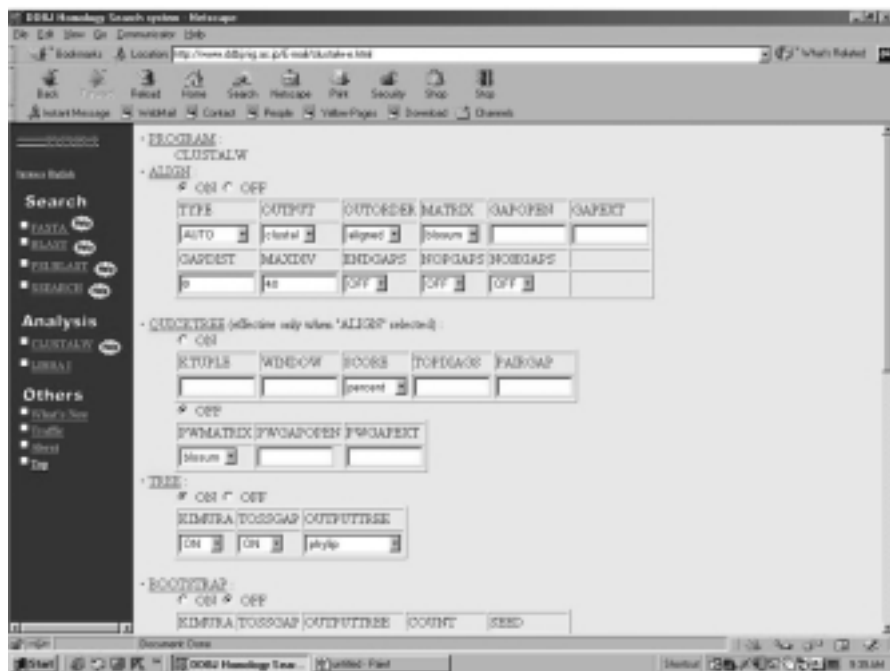 DDBJ Homology Search system - Netscape
File Edit View Go Communicator Help
Bookmarks Location: What's Related
Back Reload Home Search Netscape Print Security Shop Stop
Instant Message WebMail Contact People Yellow Pages Download Channels
Search
FASTA
BLAST
PSI-BLAST
SSEARCH
Analysis
CLUSTALW
LIBRA I
Others
What's New
Traffic
About
Top
PROGRAM :
CLUSTALW
ALIGN :
ON OFF
TYPE OUTPUT OUTORDER MATRIX GAPOPEN GAPEXT
AUTO clustal aligned blosum
GAPDIST MAXDIV ENDGAPS NOPGAPS NOHGAPS
8 40 OFF OFF OFF
QUICKTREE (effective only when "ALIGN" selected) :
ON
KTUPLE WINDOW SCORE TOPDIAGS PAIRGAP
percent
OFF
PWMATRIX PWGAPOPEN PWGAPEXT
blosum
TREE :
ON OFF
KIMURA TOSSGAP OUTPUTTREE
ON ON phylip
BOOTSTRAP :
ON OFF
KIMURA TOSSGAP OUTPUTTREE COUNT SEED
Document: Done
Start DDBJ Homology Sear... untitled - Paint